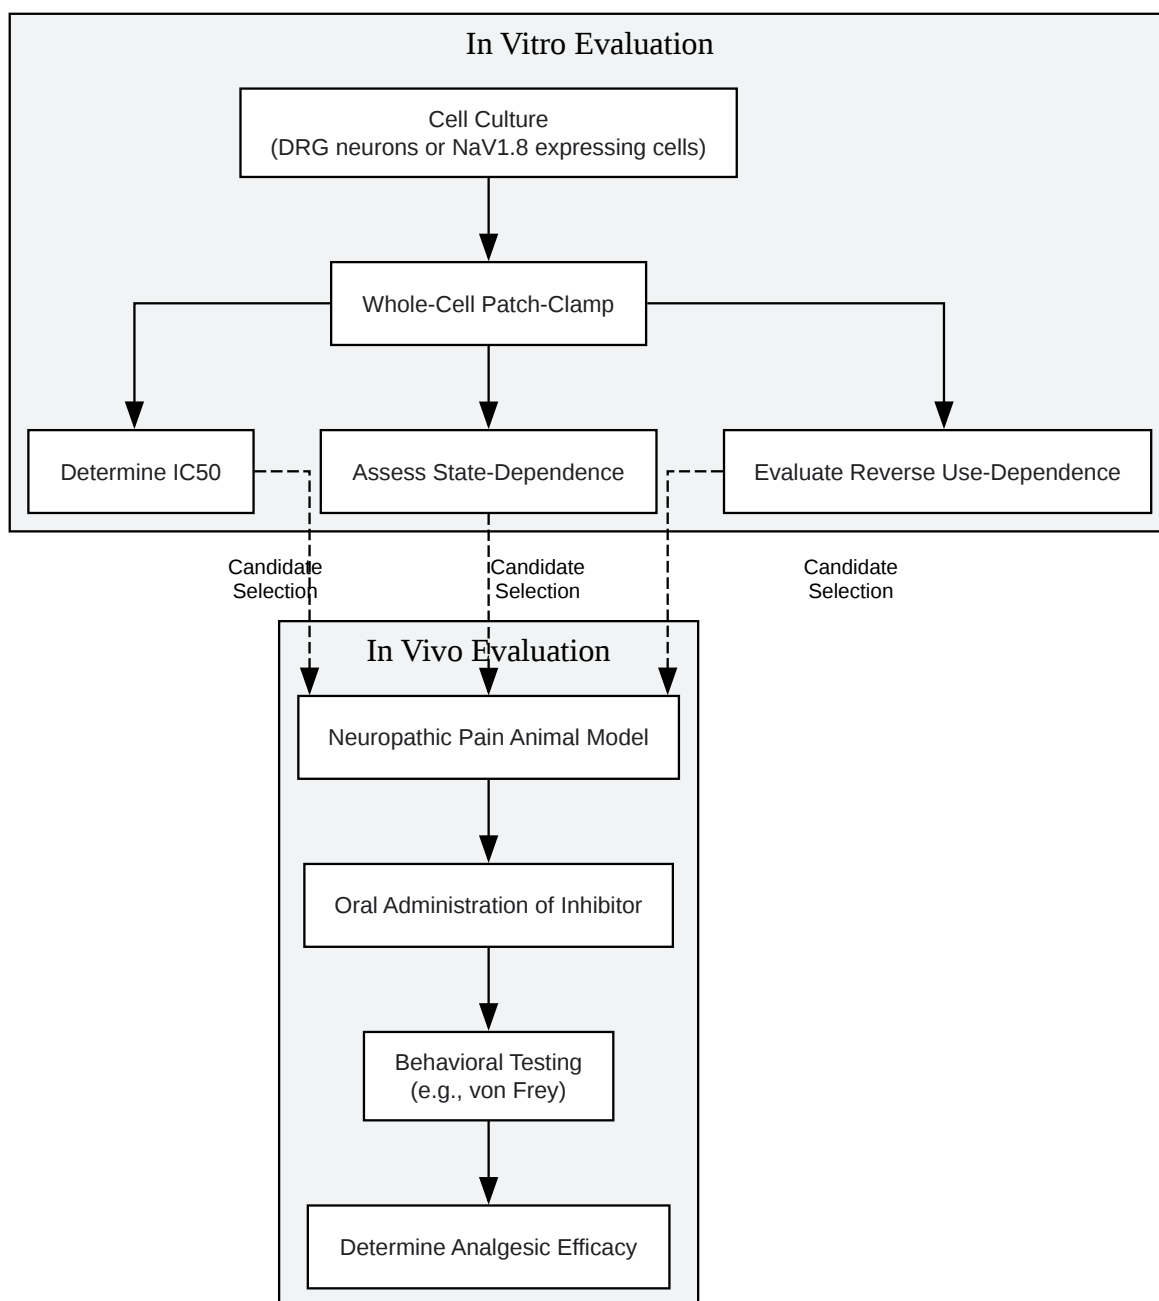 In Vitro Evaluation
Cell Culture
(DRG neurons or NaV1.8 expressing cells)
Whole-Cell Patch-Clamp
Determine IC50
Assess State-Dependence
Evaluate Reverse Use-Dependence
Candidate
Selection
Candidate
Selection
Candidate
Selection
In Vivo Evaluation
Neuropathic Pain Animal Model
Oral Administration of Inhibitor
Behavioral Testing
(e.g., von Frey)
Determine Analgesic Efficacy